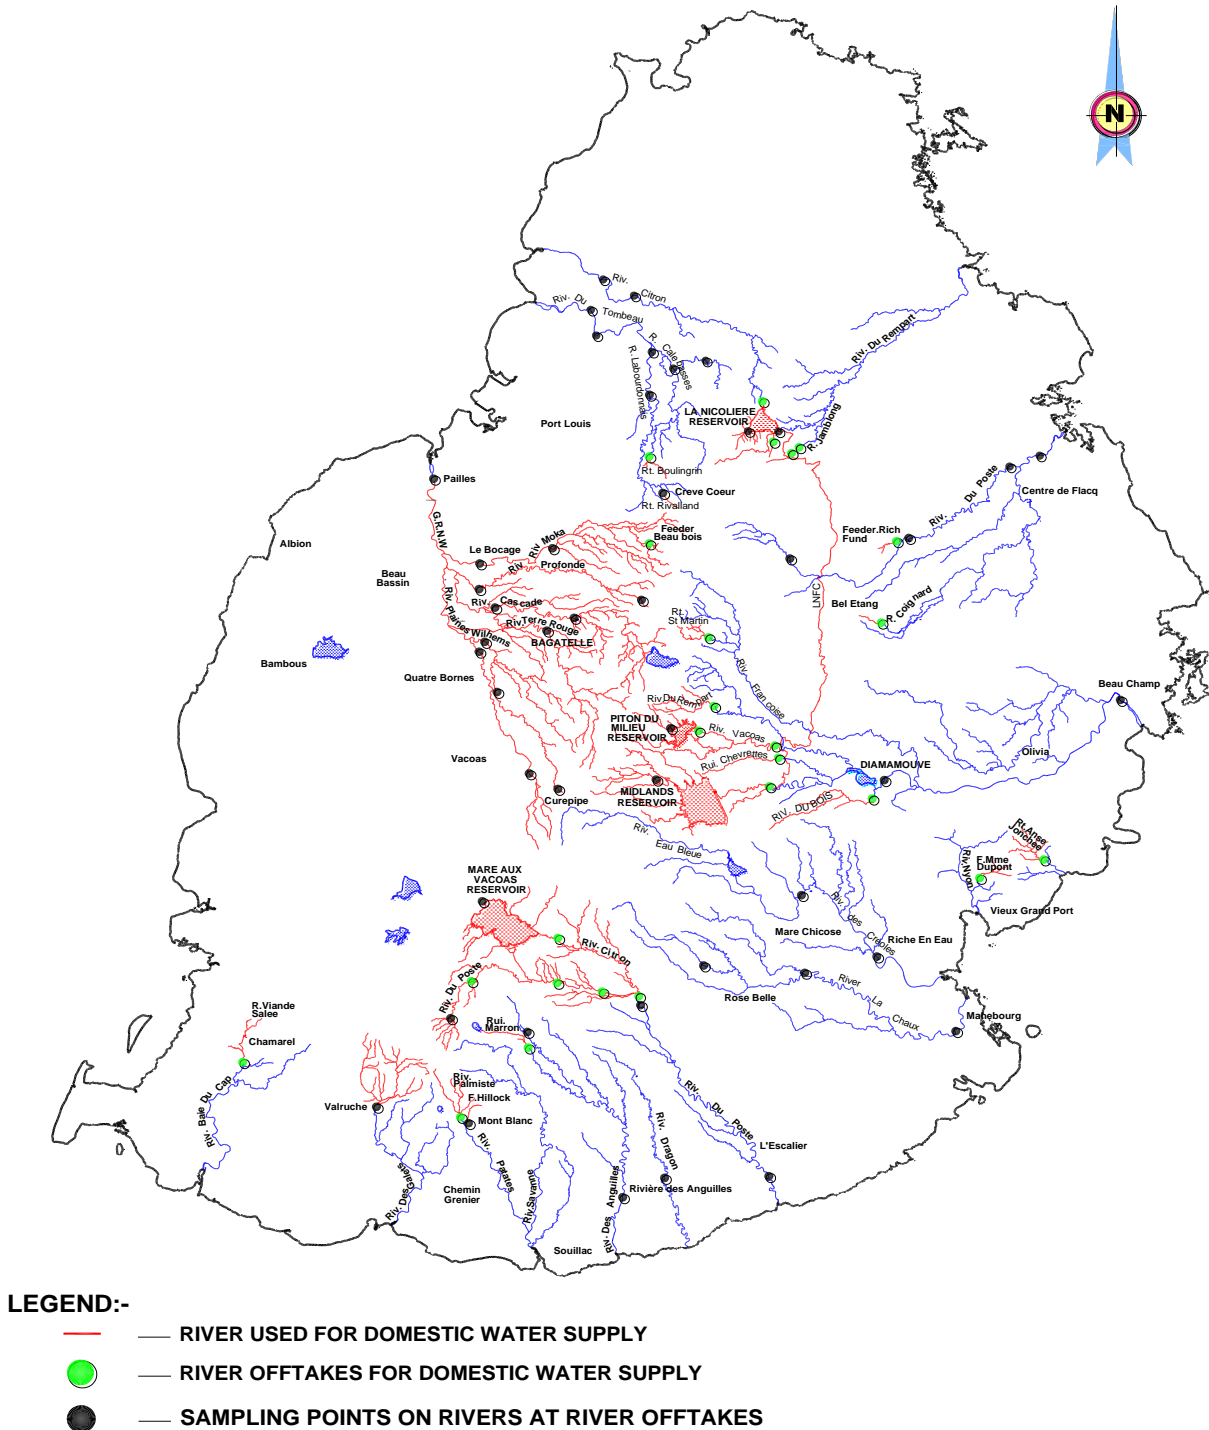 N
Riv.
Citron
Riv. Du
Tombeau
R. Calebasses
R. Labourdonnais
Riv. Du Rempart
LA NICOLIERE
RESERVOIR
R. Jamblong
Port Louis
Rt. Boulingrin
Creve Coeur
Rt. Rivalland
Pailles
Riv. Du Poste
Centre de Flacq
G.R.N.W
Feeder
Beau bois
Feeder.Rich
Fund
Albion
Le Bocage
Riv Moka
Riv
Profonde
Beau
Bassin
LNFC
Riv. Cascade
Bel Etang
R. Coignard
Rt.
St Martin
Riv. Plaines Wilhems
Riv.Terre Rouge
BAGATELLE
Bambous
Riv. Francoise
Quatre Bornes
Beau Champ
Riv.Du Rempart
PITON DU
MILIEU
RESERVOIR
Riv. Vacoas
Olivia
Rui. Chevrettes
Vacoas
DIAMAMOUVE
MIDLANDS
RESERVOIR
Curepipe
RIV. DU BOIS
Riv.
Eau Bleue
Rt.Anse
Jonchee
F.Mme
Dupont
Riv.Nyon
MARE AUX
VACOAS
RESERVOIR
Riv. des Creoles
Vieux Grand Port
Mare Chicose
Riche En Eau
Riv.Citron
Riv. Du Poste
River La Chaux
Rose Belle
R.Viande
Salee
Mahebourg
Rui.
Marron
Chamarel
Riv. Baie Du Cap
Riv.
Palmiste
F.Hillock
Valruche
Mont Blanc
Riv. Du Poste
Riv. Dragon
L'Escalier
Riv. Patates
Riv. Des Galets
Chemin
Grenier
Riv.Savanne
Riv. Des Anguilles
Rivière des Anguilles
Souillac
LEGEND:-
RIVER USED FOR DOMESTIC WATER SUPPLY
RIVER OFFTAKES FOR DOMESTIC WATER SUPPLY
SAMPLING POINTS ON RIVERS AT RIVER OFFTAKES